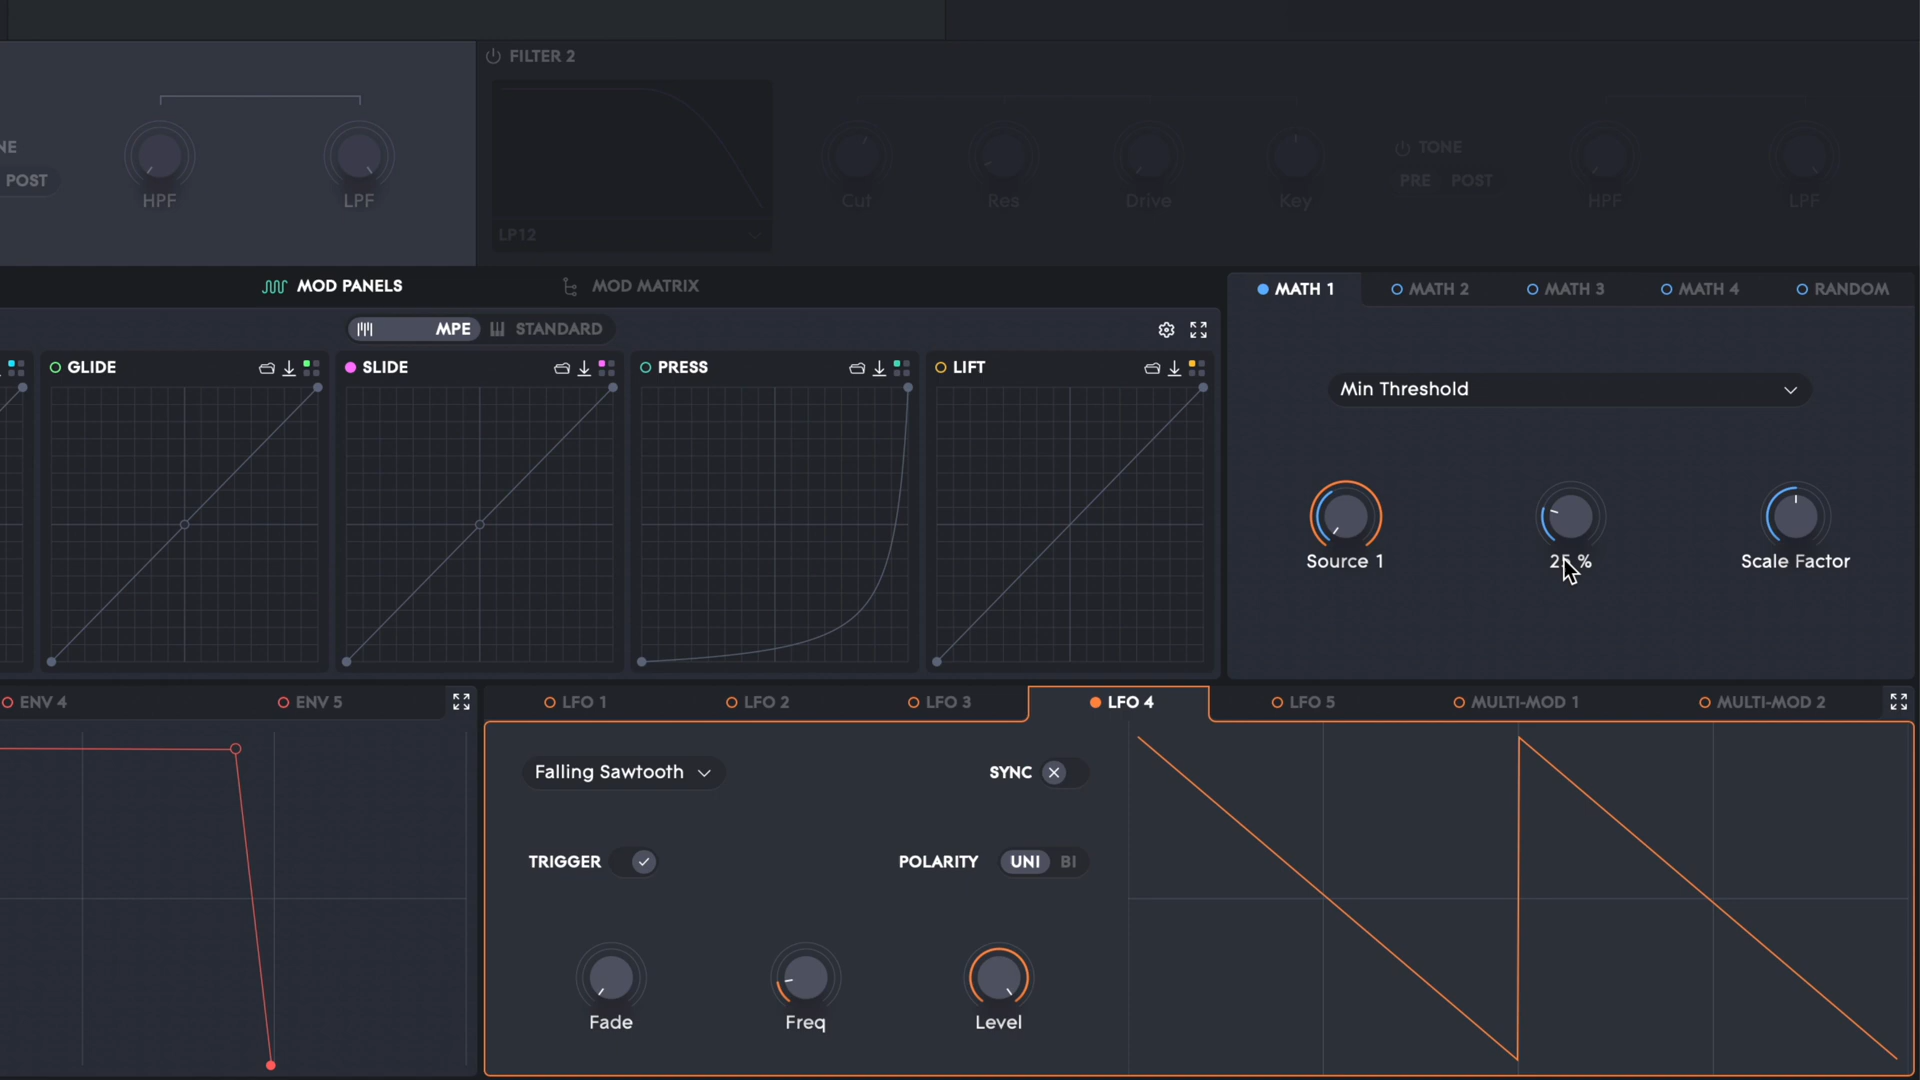 FILTER 2
NE
POST
HPF
LPF
LP12
Cut
Res
Drive
Key
TONE
PRE POST
HPF
LPF
MOD PANELS
MOD MATRIX
MPE
STANDARD
GLIDE
SLIDE
PRESS
LIFT
MATH 1
MATH 2
MATH 3
MATH 4
RANDOM
Min Threshold
Source 1
25 %
Scale Factor
ENV 4
ENV 5
LFO 1
LFO 2
LFO 3
LFO 4
LFO 5
MULTI-MOD 1
MULTI-MOD 2
Falling Sawtooth
SYNC
TRIGGER
POLARITY
UNI BI
Fade
Freq
Level